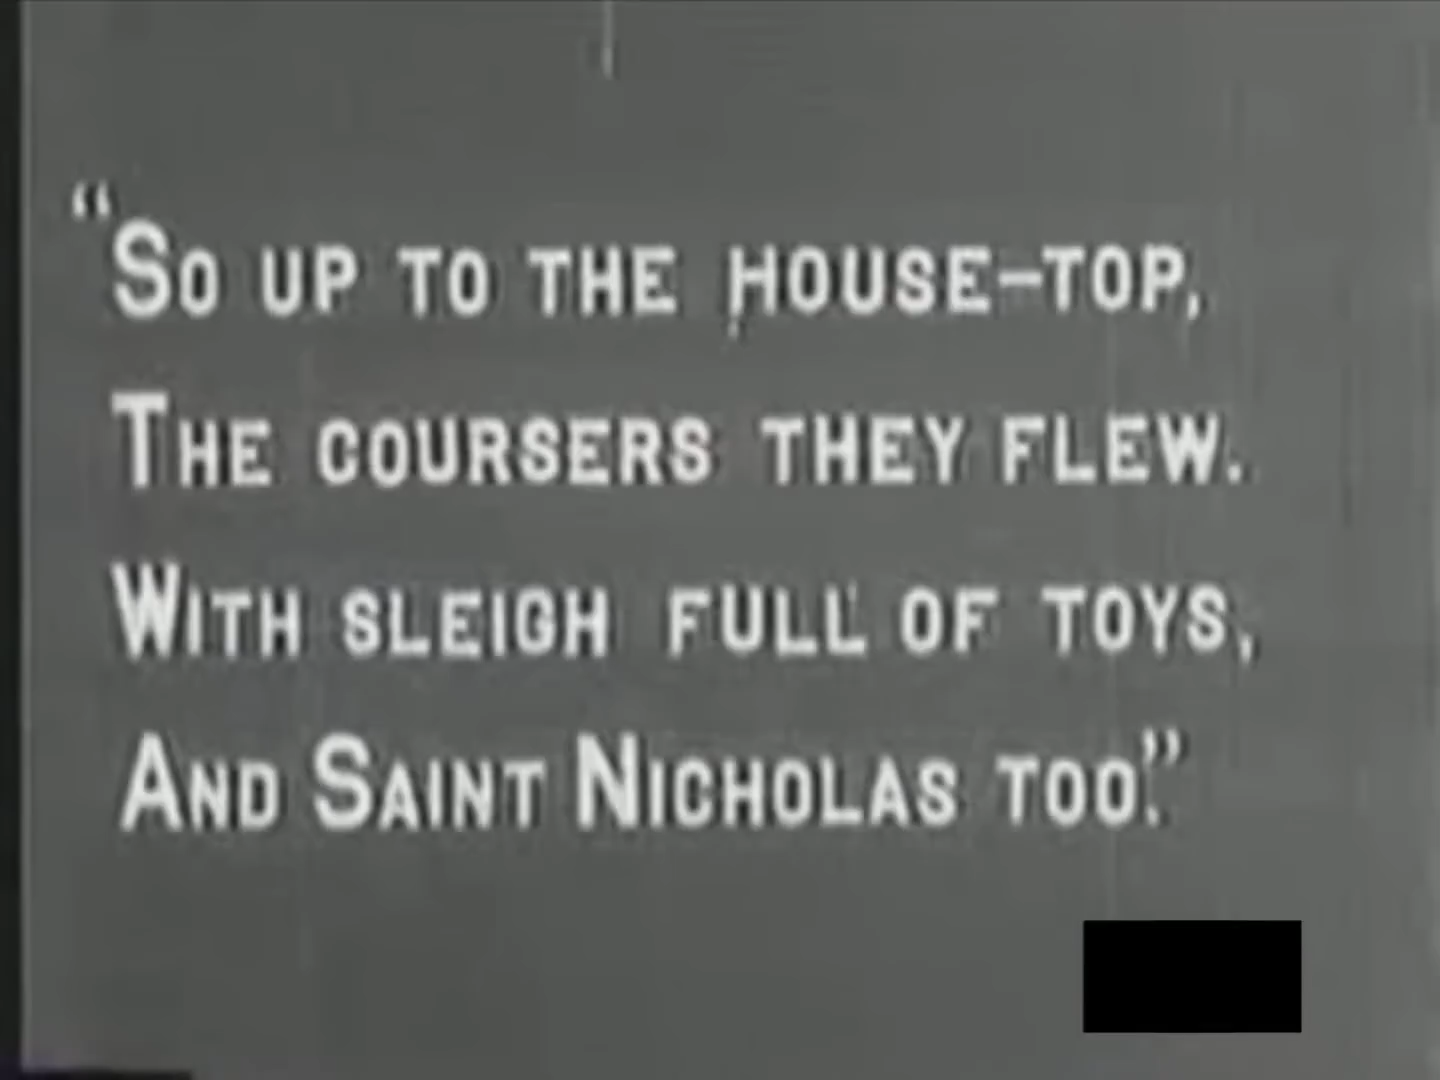 “So up to the house-top,
The coursers they flew.
With sleigh full of toys,
And Saint Nicholas too.”